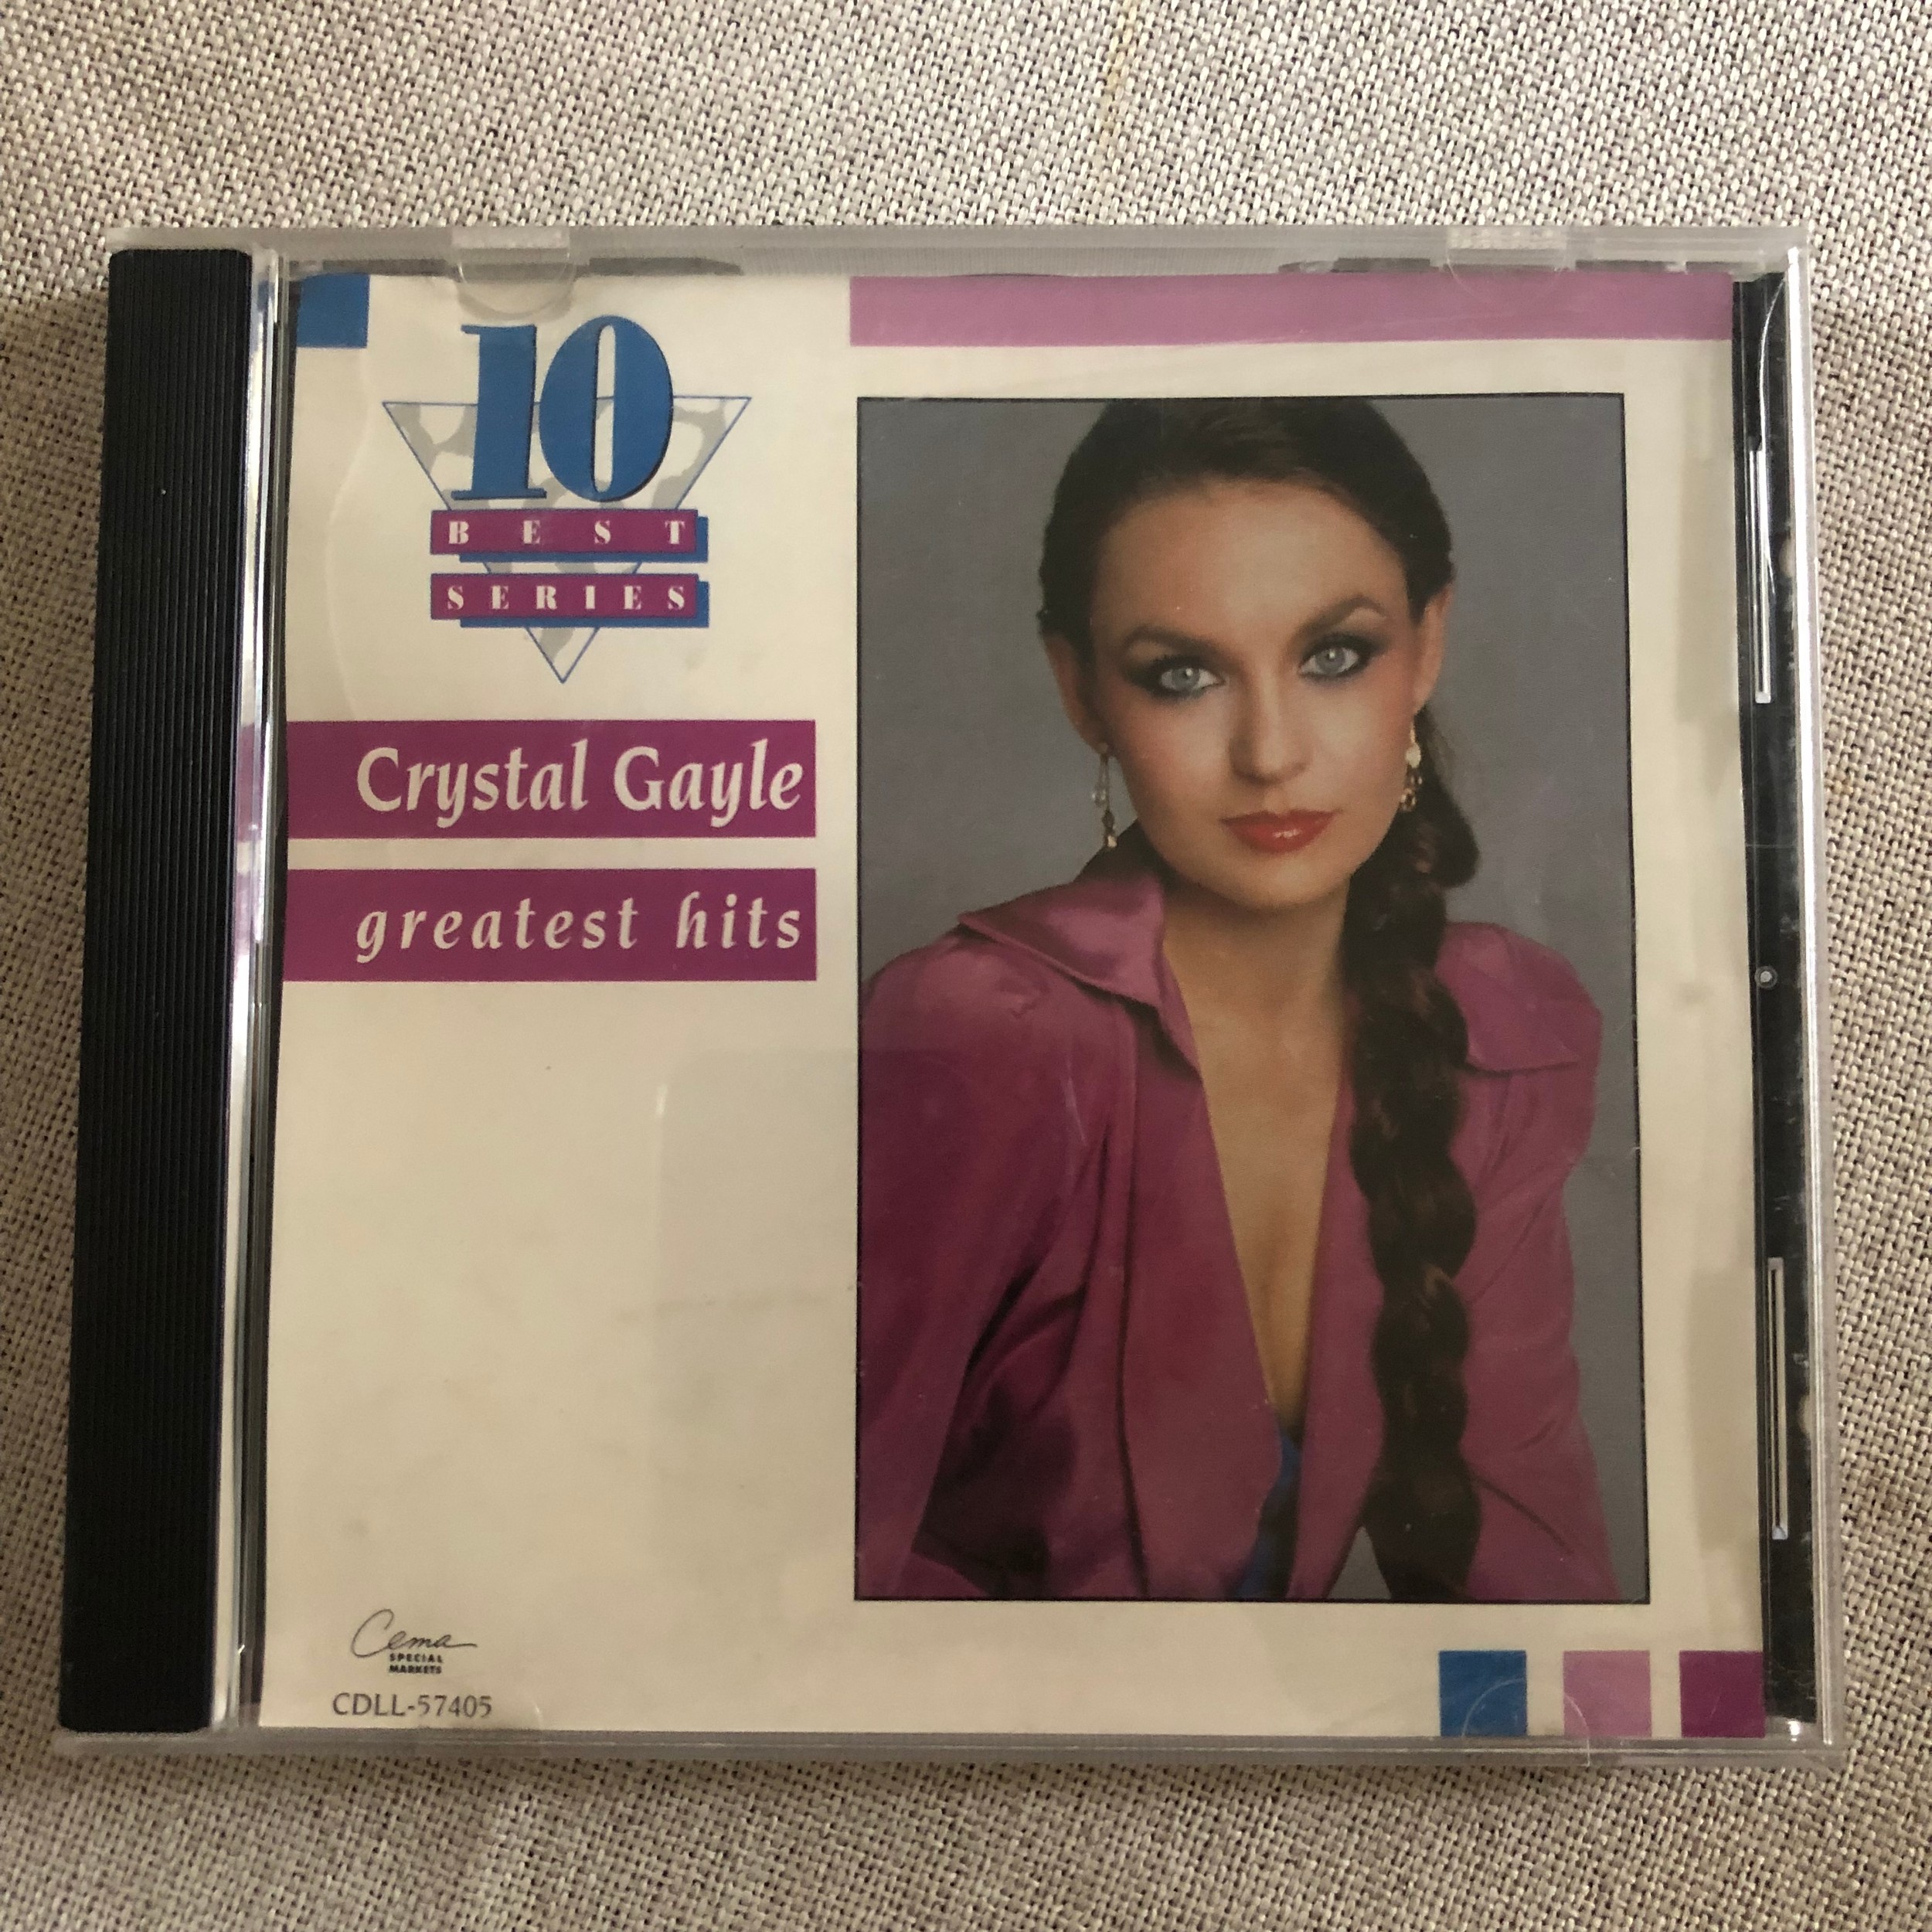 10
BEST
SERIES
Crystal Gayle
greatest hits
Cema
SPECIAL
MARKETS
CDLL-57405